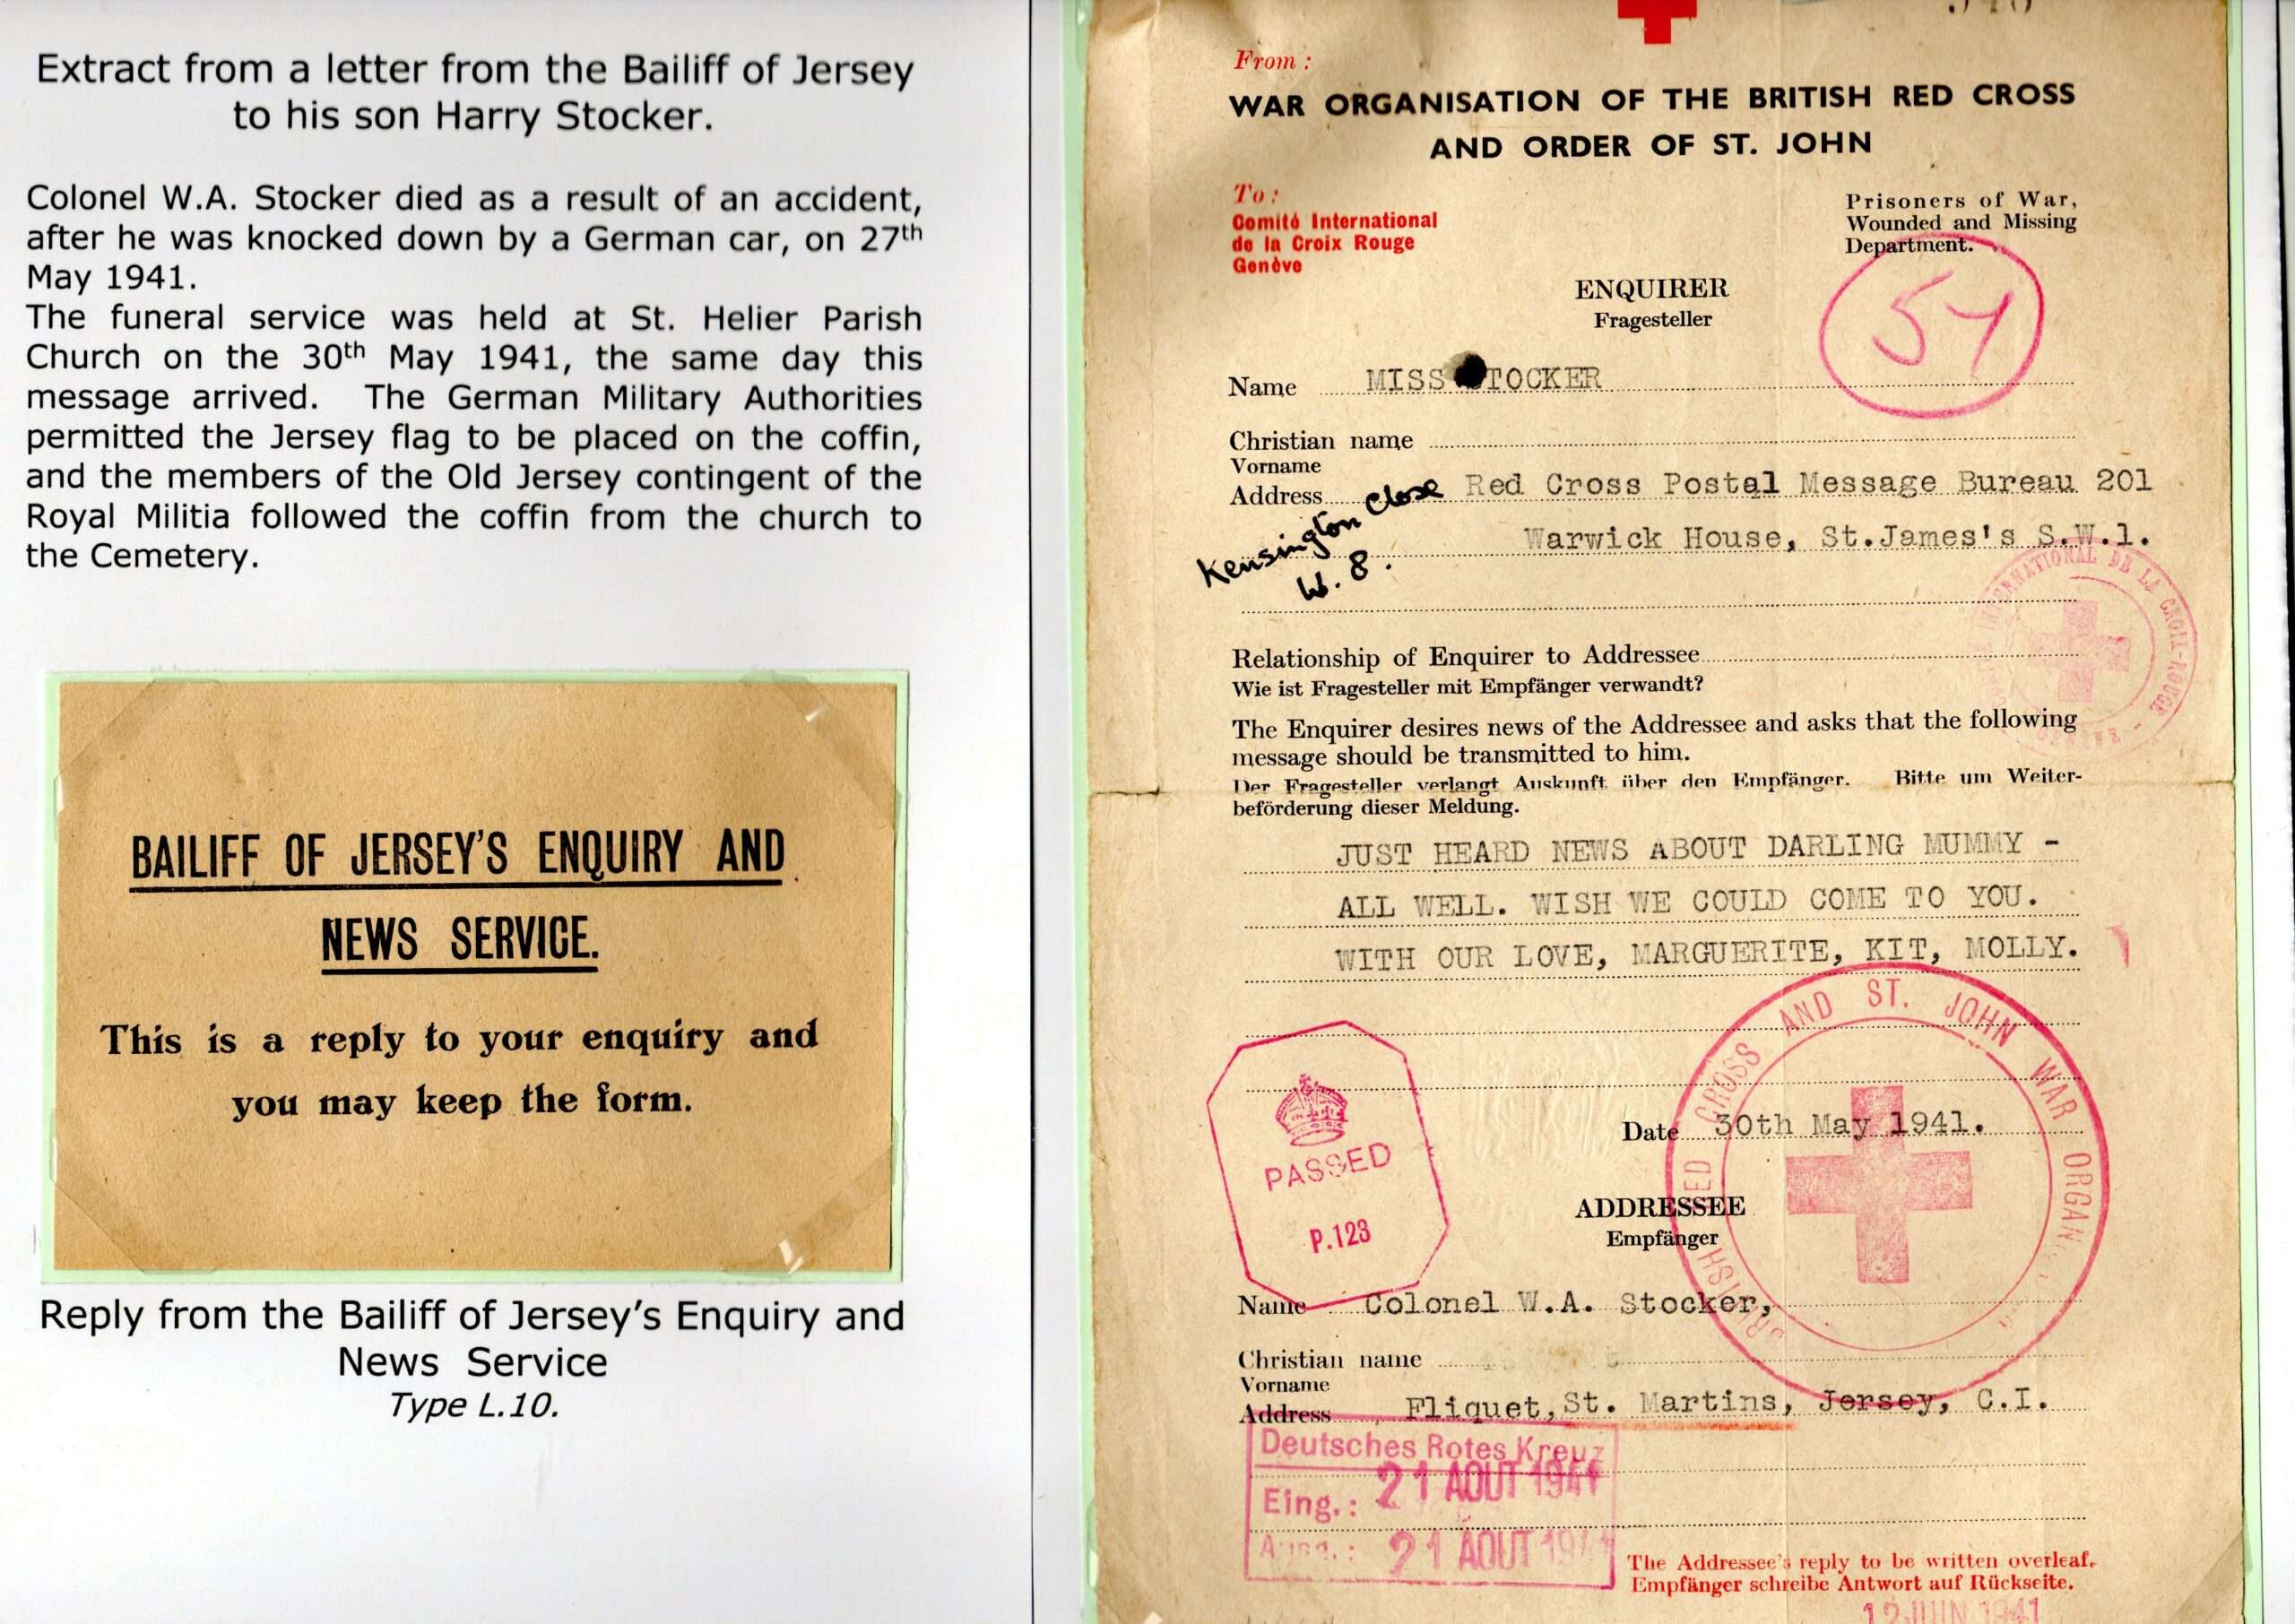 Extract from a letter from the Bailiff of Jersey
to his son Harry Stocker.
Colonel W.A. Stocker died as a result of an accident,
after he was knocked down by a German car, on 27th
May 1941.
The funeral service was held at St. Helier Parish
Church on the 30th May 1941, the same day this
message arrived. The German Military Authorities
permitted the Jersey flag to be placed on the coffin,
and the members of the Old Jersey contingent of the
Royal Militia followed the coffin from the church to
the Cemetery.
BAILIFF OF JERSEY'S ENQUIRY AND
NEWS SERVICE.
This is a reply to your enquiry and
you may keep the form.
Reply from the Bailiff of Jersey's Enquiry and
News Service
Type L.10.
From :
WAR ORGANISATION OF THE BRITISH RED CROSS
AND ORDER OF ST. JOHN
To :
Comité International
de la Croix Rouge
Genève
Prisoners of War,
Wounded and Missing
Department.
ENQUIRER
Fragesteller
Name MISS STOCKER
Christian name
Vorname
Address Red Cross Postal Message Bureau 201
Kensington Close
W. 8.
Warwick House, St.James's S.W.1.
INTERNATIONAL DE LA CROIX-ROUGE
Relationship of Enquirer to Addressee
Wie ist Fragesteller mit Empfänger verwandt?
The Enquirer desires news of the Addressee and asks that the following
message should be transmitted to him.
Der Fragesteller verlangt Auskunft über den Empfänger. Bitte um Weiter-
beförderung dieser Meldung.
JUST HEARD NEWS ABOUT DARLING MUMMY -
ALL WELL. WISH WE COULD COME TO YOU.
WITH OUR LOVE, MARGUERITE, KIT, MOLLY.
BRITISH RED CROSS AND ST. JOHN WAR ORGAN
PASSED
P.123
Date 30th May 1941.
ADDRESSEE
Empfänger
Name Colonel W.A. Stocker,
Christian name
Vorname
Address Fliquet, St. Martins, Jersey, C.I.
Deutsches Rotes Kreuz
Eing.: 21 AOUT 1941
Ausg.: 21 AOUT 1941
The Addressee's reply to be written overleaf.
Empfänger schreibe Antwort auf Rückseite.
12 JUIN 1941